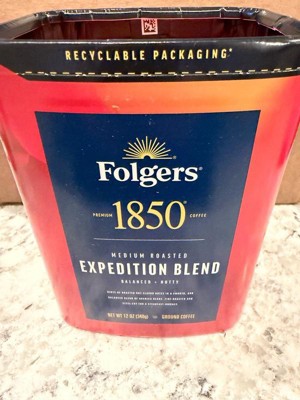 RECYCLABLE PACKAGING*
Folgers®
PREMIUM 1850® COFFEE
MEDIUM ROASTED
EXPEDITION BLEND
BALANCED + NUTTY
NET WT 12 OZ (340g) GROUND COFFEE